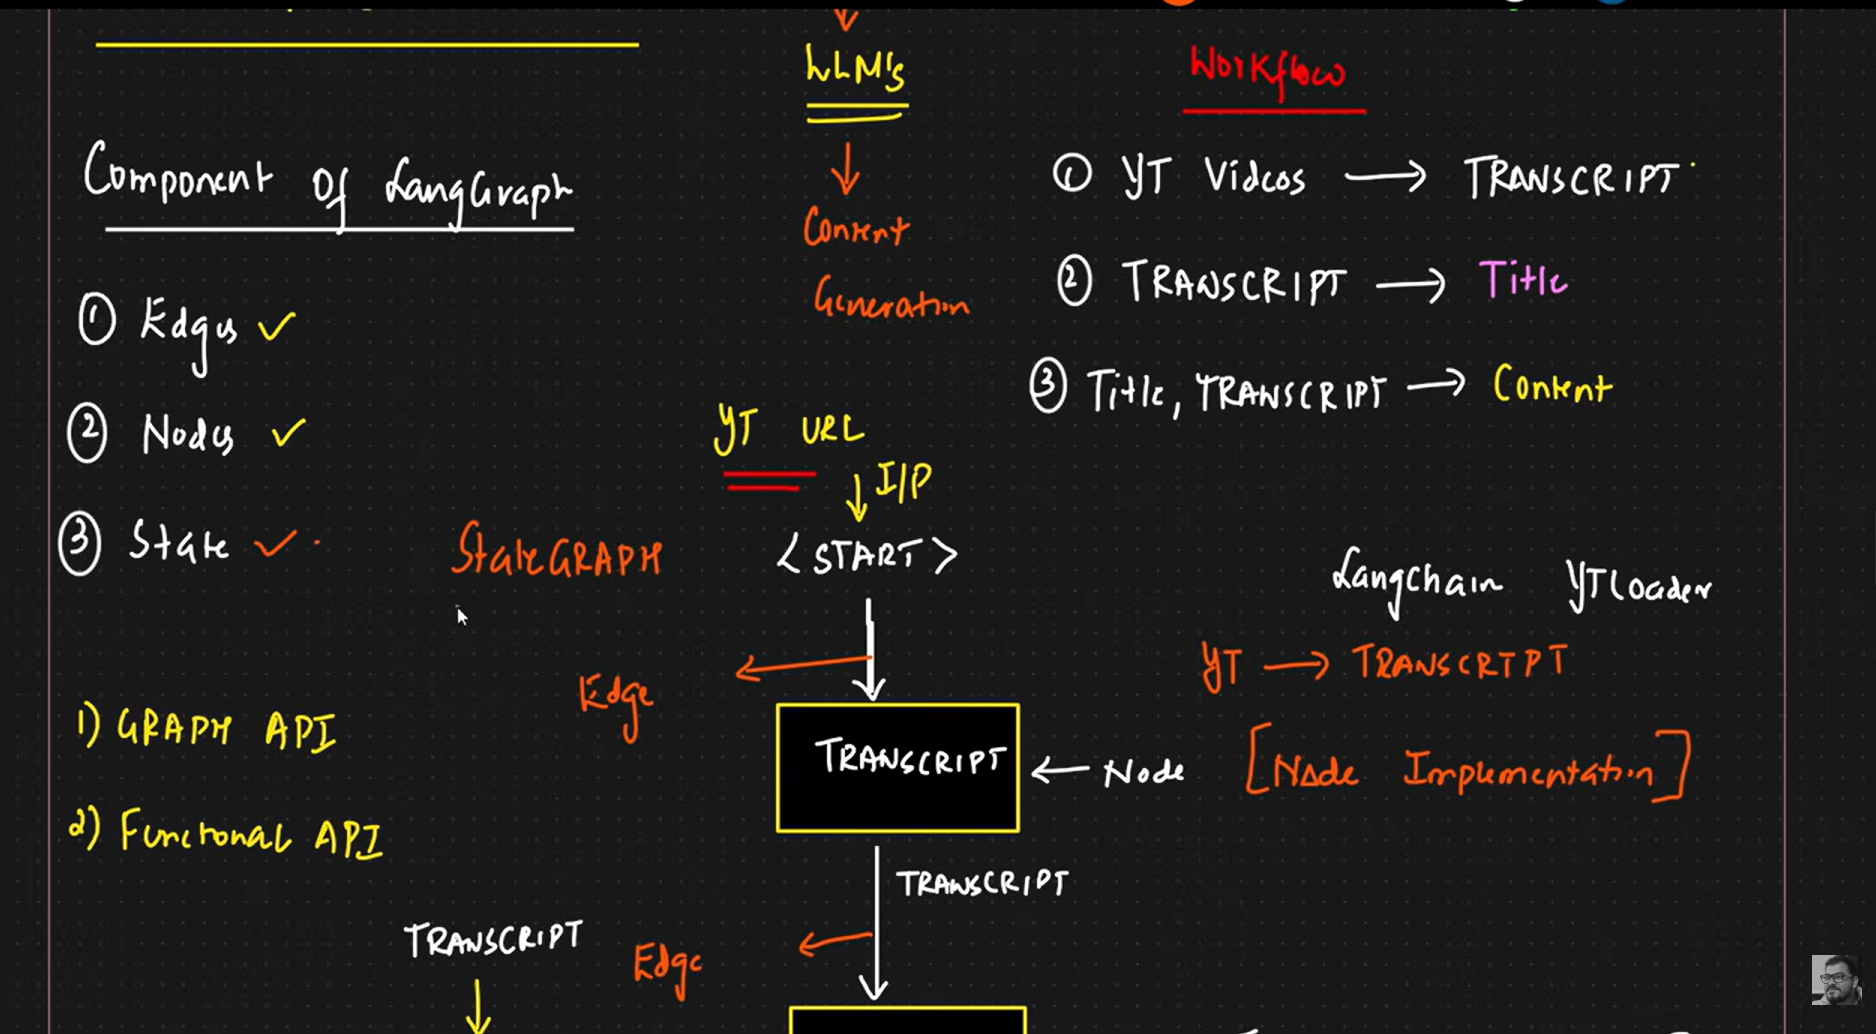 LLM's
Content
Generation
Workflow
① YT Videos → TRANSCRIPT
② TRANSCRIPT → Title
③ Title, TRANSCRIPT → Content
Component Of LangGraph
① Edges ✓
② Nodes ✓
③ State ✓
StateGRAPH
1) GRAPH API
2) Functonal API
YT URL
↓ I/P
<START>
Edge
TRANSCRIPT
← Node
Langchain YTLoader
YT → TRANSCRIPT
[Node Implementation]
TRANSCRIPT
Edge
TRANSCRIPT